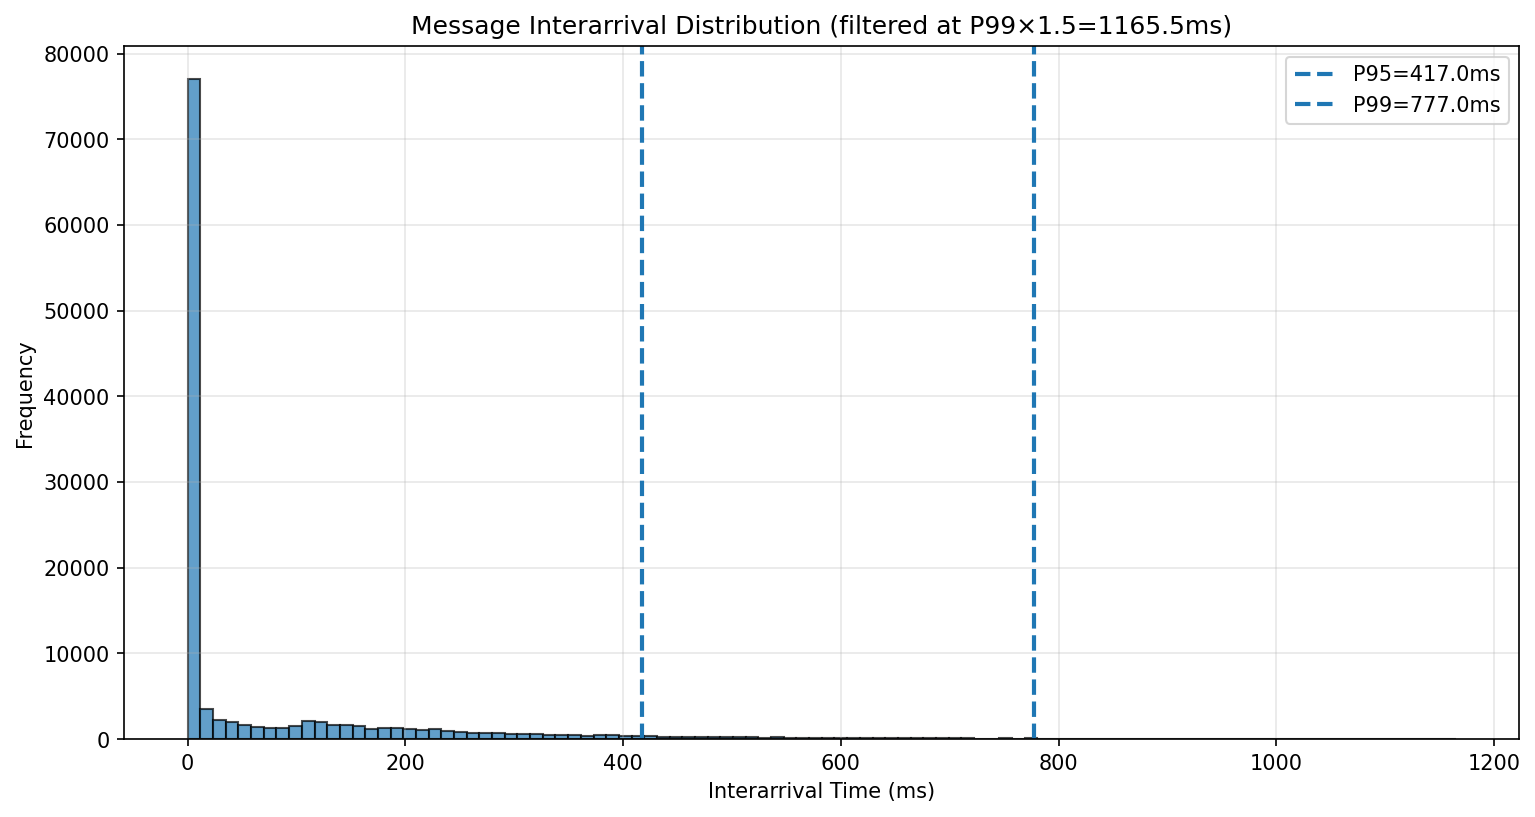 Message Interarrival Distribution (filtered at P99×1.5=1165.5ms)
P95=417.0ms
P99=777.0ms
Frequency
80000
70000
60000
50000
40000
30000
20000
10000
0
0 200 400 600 800 1000 1200
Interarrival Time (ms)